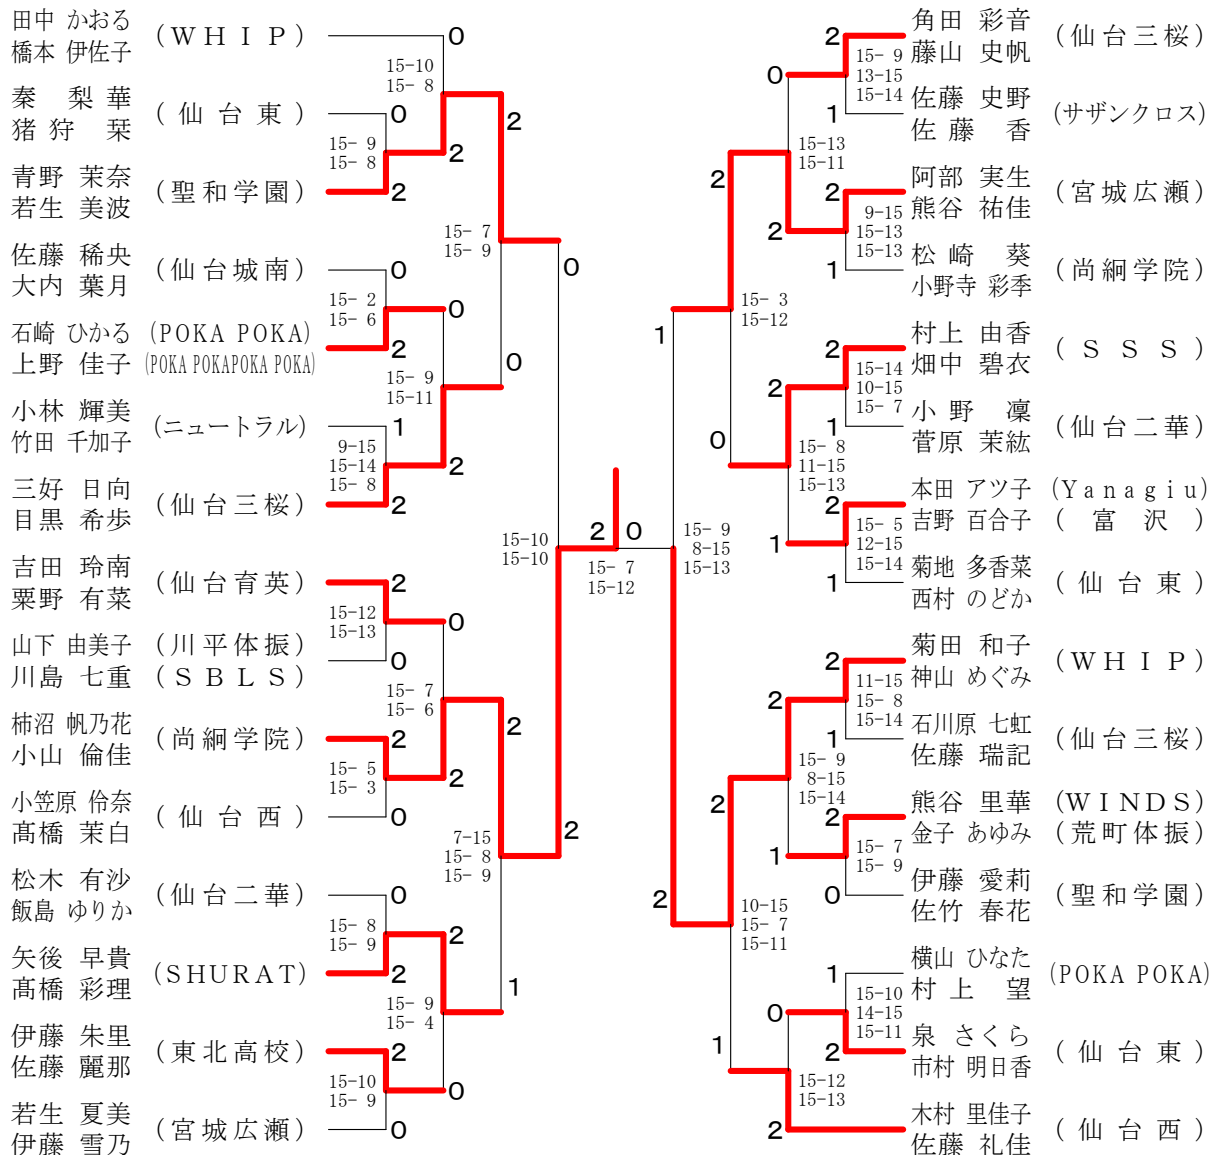 田中 かおる
橋本 伊佐子
(ＷＨＩＰ)
0
15-10
15- 8
秦 梨華
猪狩 栞
(仙台東)
0
15- 9
15- 8
2
2
青野 茉奈
若生 美波
(聖和学園)
2
15- 7
15- 9
0
佐藤 稀央
大内 葉月
(仙台城南)
0
15- 2
15- 6
0
石崎 ひかる
上野 佳子
(POKA POKA)
(POKA POKAPOKA POKA)
2
15- 9
15-11
0
小林 輝美
竹田 千加子
(ニュートラル)
1
9-15
15-14
15- 8
2
三好 日向
目黒 希歩
(仙台三桜)
2
15-10
15-10
吉田 玲南
粟野 有菜
(仙台育英)
2
15-12
15-13
0
山下 由美子
川島 七重
(川平体振)
(ＳＢＬＳ)
0
15- 7
15- 6
2
柿沼 帆乃花
小山 倫佳
(尚絅学院)
2
15- 5
15- 3
2
小笠原 伶奈
髙橋 茉白
(仙台西)
0
7-15
15- 8
15- 9
2
松木 有沙
飯島 ゆりか
(仙台二華)
0
15- 8
15- 9
2
矢後 早貴
髙橋 彩理
(SHURAT)
2
15- 9
15- 4
1
伊藤 朱里
佐藤 麗那
(東北高校)
2
15-10
15- 9
0
若生 夏美
伊藤 雪乃
(宮城広瀬)
0
2
0
15- 7
15-12
角田 彩音
藤山 史帆
(仙台三桜)
2
15- 9
13-15
15-14
0
佐藤 史野
佐藤 香
(サザンクロス)
1
15-13
15-11
2
阿部 実生
熊谷 祐佳
(宮城広瀬)
2
9-15
15-13
15-13
2
松崎 葵
小野寺 彩季
(尚絅学院)
1
15- 3
15-12
1
村上 由香
畑中 碧衣
(ＳＳＳ)
2
15-14
10-15
15- 7
2
小野 凜
菅原 茉紘
(仙台二華)
1
0
15- 8
11-15
15-13
本田 アツ子
吉野 百合子
(Yanagiu)
(富沢)
2
15- 5
12-15
15-14
1
菊地 多香菜
西村 のどか
(仙台東)
1
15- 9
8-15
15-13
菊田 和子
神山 めぐみ
(ＷＨＩＰ)
2
11-15
15- 8
15-14
2
石川原 七虹
佐藤 瑞記
(仙台三桜)
1
15- 9
8-15
15-14
2
熊谷 里華
金子 あゆみ
(ＷＩＮＤＳ)
(荒町体振)
2
15- 7
15- 9
1
伊藤 愛莉
佐竹 春花
(聖和学園)
0
2
10-15
15- 7
15-11
横山 ひなた
村上 望
(POKA POKA)
1
15-10
14-15
15-11
0
泉 さくら
市村 明日香
(仙台東)
2
1
15-12
15-13
木村 里佳子
佐藤 礼佳
(仙台西)
2